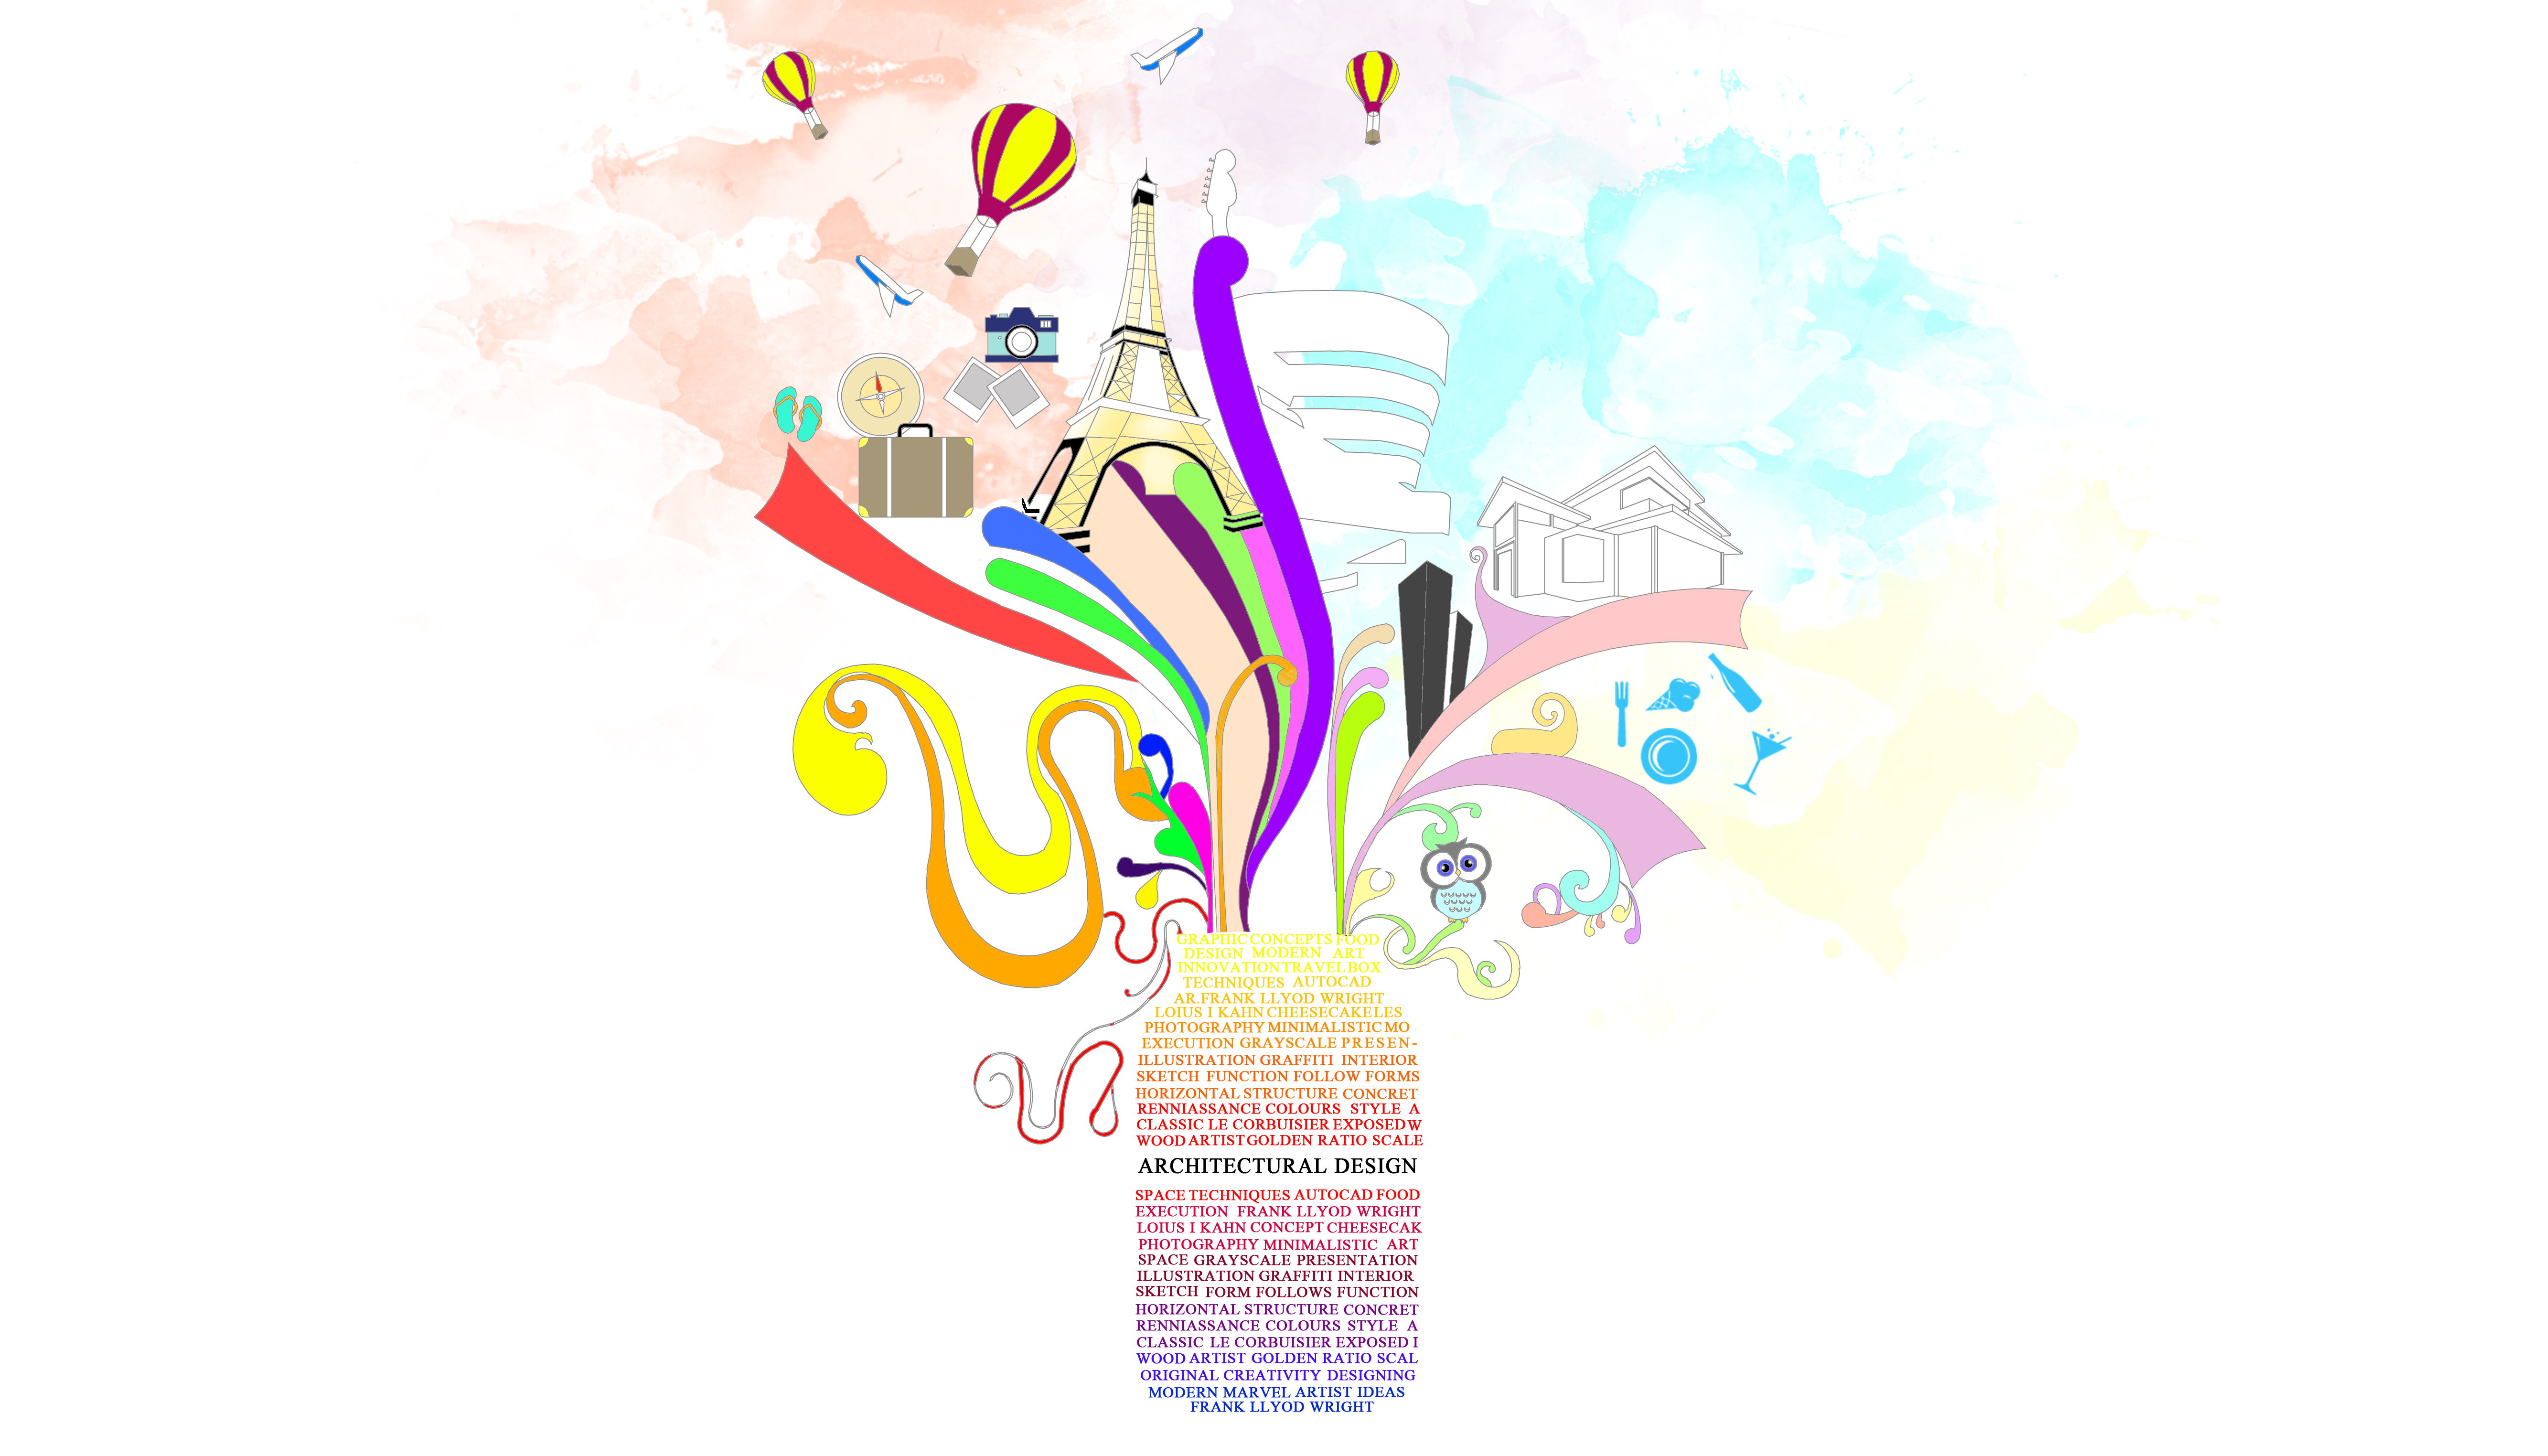 GRAPHIC CONCEPTS FOOD
DESIGN MODERN ART
INNOVATION TRAVEL BOX
TECHNIQUES AUTOCAD
AR.FRANK LLYOD WRIGHT
LOIUS I KAHN CHEESECAKE LES
PHOTOGRAPHY MINIMALISTIC MO
EXECUTION GRAYSCALE PRESEN-
ILLUSTRATION GRAFFITI INTERIOR
SKETCH FUNCTION FOLLOW FORMS
HORIZONTAL STRUCTURE CONCRET
RENNIASSANCE COLOURS STYLE A
CLASSIC LE CORBUISIER EXPOSED W
WOOD ARTIST GOLDEN RATIO SCALE
ARCHITECTURAL DESIGN
SPACE TECHNIQUES AUTOCAD FOOD
EXECUTION FRANK LLYOD WRIGHT
LOIUS I KAHN CONCEPT CHEESECAK
PHOTOGRAPHY MINIMALISTIC ART
SPACE GRAYSCALE PRESENTATION
ILLUSTRATION GRAFFITI INTERIOR
SKETCH FORM FOLLOWS FUNCTION
HORIZONTAL STRUCTURE CONCRET
RENNIASSANCE COLOURS STYLE A
CLASSIC LE CORBUISIER EXPOSED I
WOOD ARTIST GOLDEN RATIO SCAL
ORIGINAL CREATIVITY DESIGNING
MODERN MARVEL ARTIST IDEAS
FRANK LLYOD WRIGHT